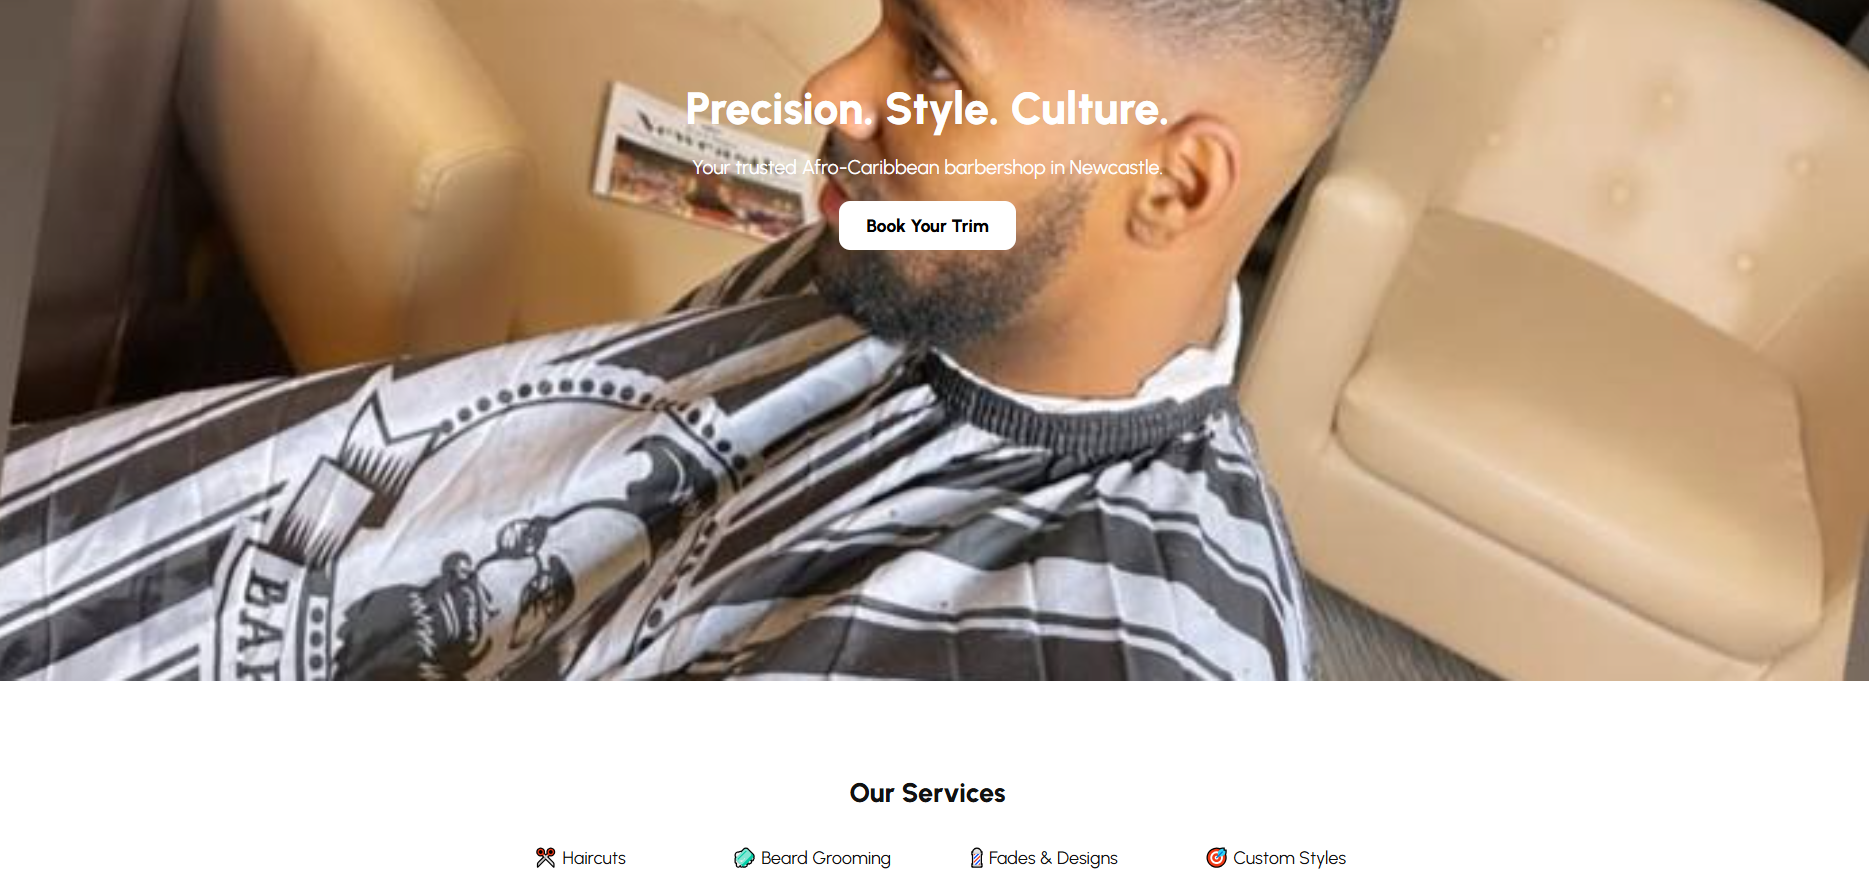 Precision. Style. Culture.
Your trusted Afro-Caribbean barbershop in Newcastle.
Book Your Trim
Our Services
Haircuts
Beard Grooming
Fades & Designs
Custom Styles